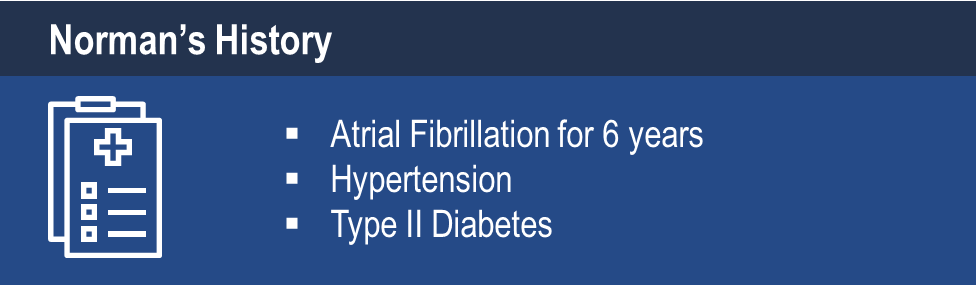 Norman’s History
▪ Atrial Fibrillation for 6 years
▪ Hypertension
▪ Type II Diabetes